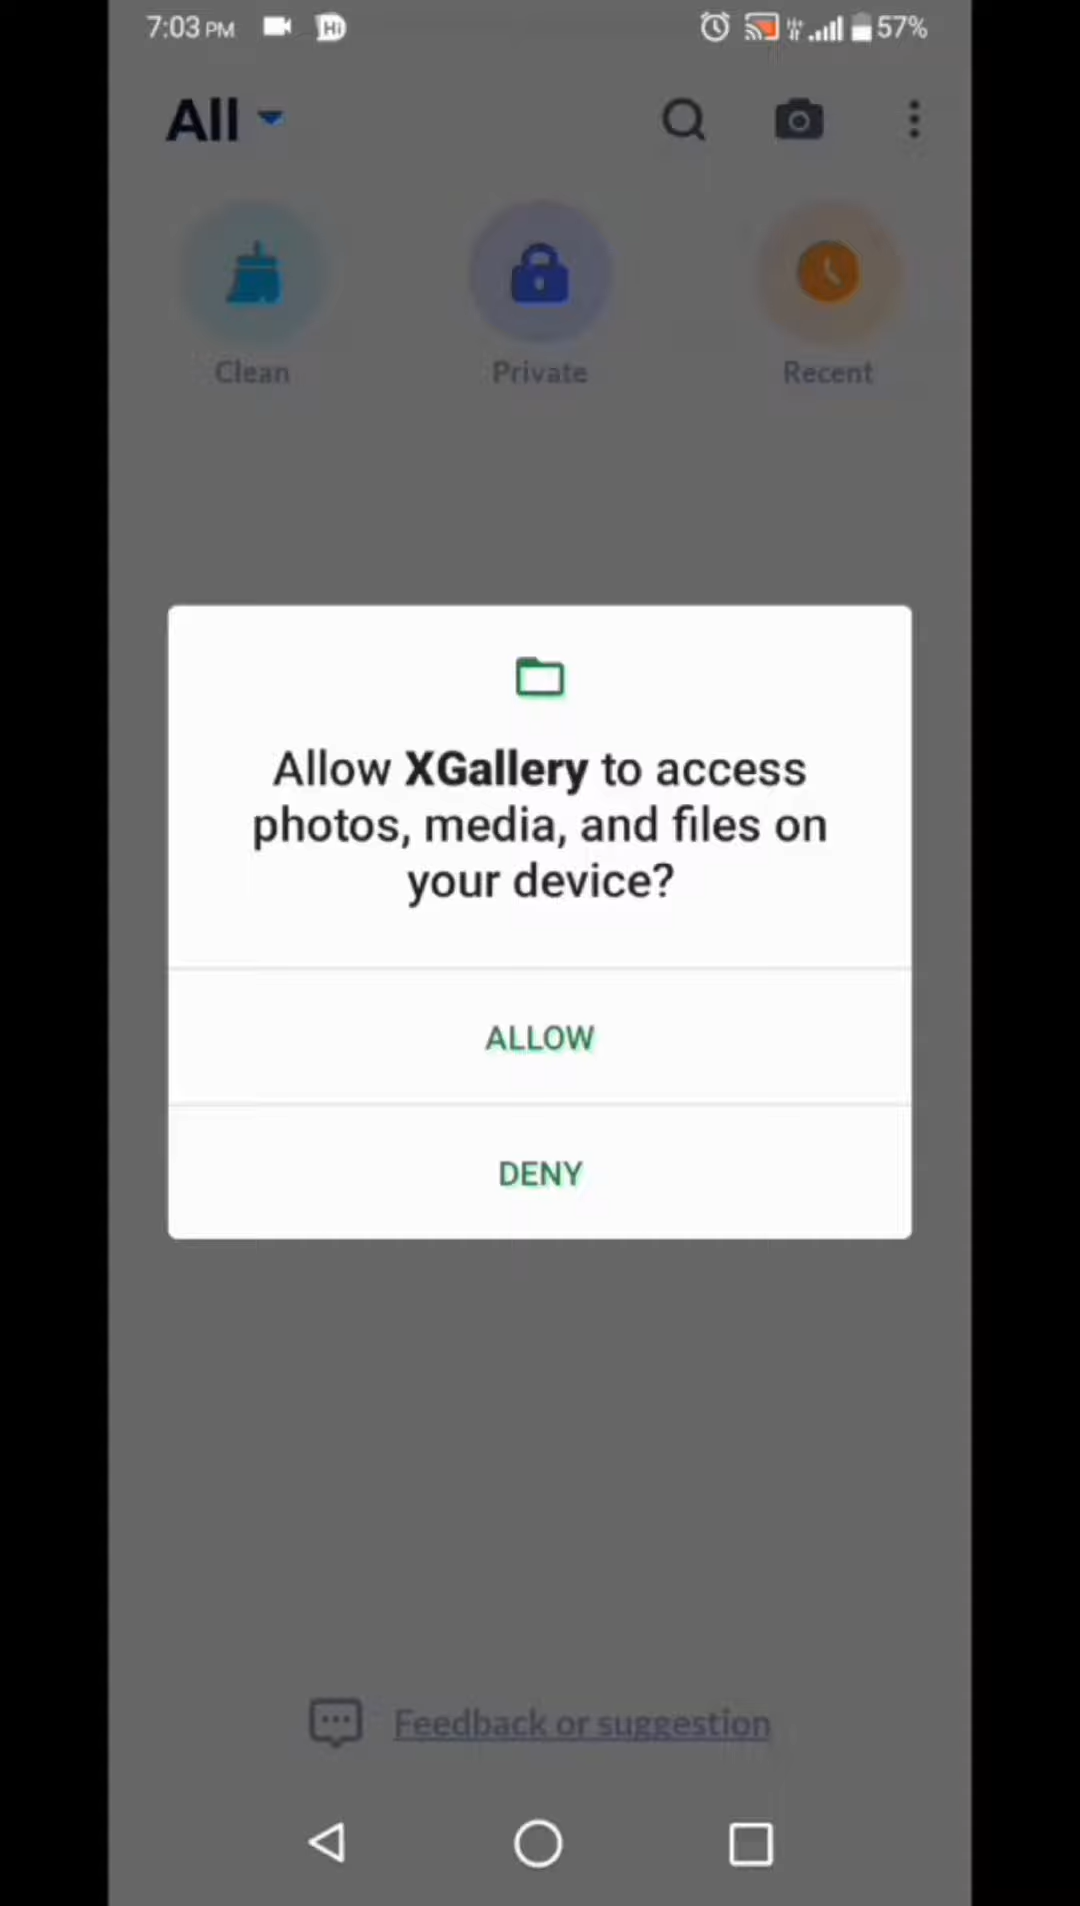 7:03 PM Hi 57%
All
Clean Private Recent
Allow XGallery to access
photos, media, and files on
your device?
ALLOW
DENY
Feedback or suggestion